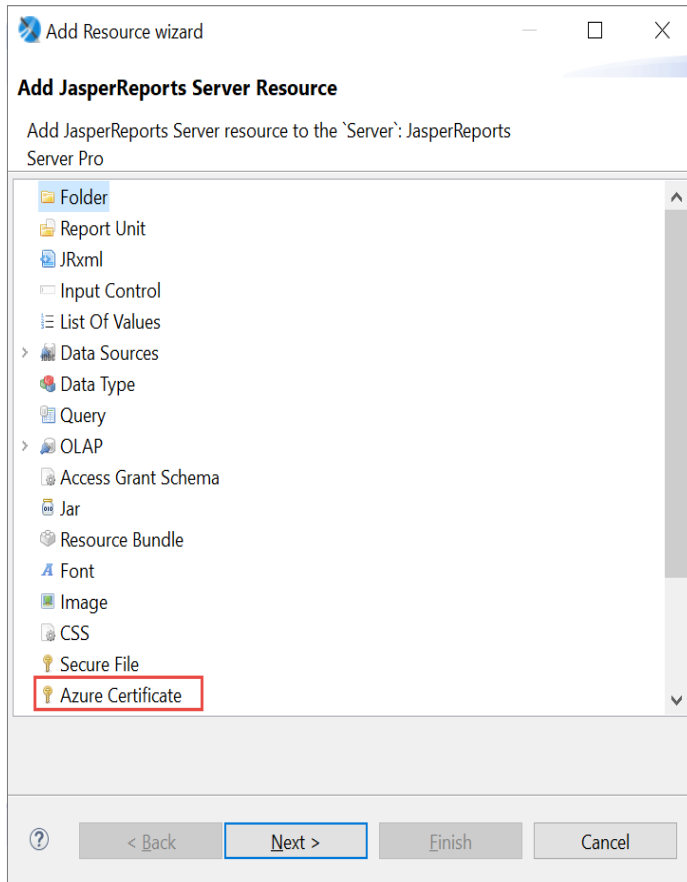 Add Resource wizard
Add JasperReports Server Resource
Add JasperReports Server resource to the `Server`: JasperReports
Server Pro
Folder
Report Unit
JRxml
Input Control
List Of Values
Data Sources
Data Type
Query
OLAP
Access Grant Schema
Jar
Resource Bundle
Font
Image
CSS
Secure File
Azure Certificate
< Back Next > Finish Cancel